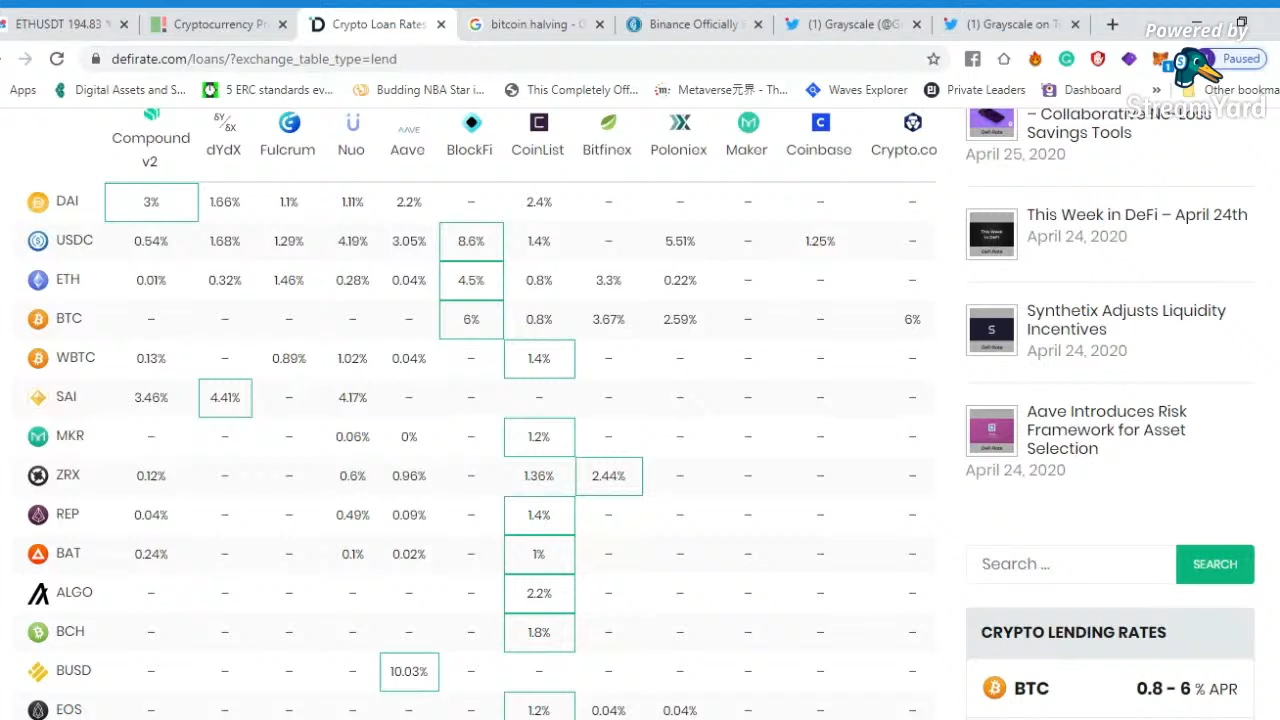 ETHUSDT 194.83
Cryptocurrency Pr
Crypto Loan Rates
bitcoin halving - G
Binance Officially
(1) Grayscale (@G
(1) Grayscale on T
Powered by
StreamYard
defirate.com/loans/?exchange_table_type=lend
Paused
Apps
Digital Assets and S...
5 ERC standards ev...
Budding NBA Star i...
This Completely Off...
Metaverse元界 - Th...
Waves Explorer
Private Leaders
Dashboard
»
Other bookma
Compound v2 dYdX Fulcrum Nuo Aave BlockFi CoinList Bitfinex Poloniex Maker Coinbase Crypto.co
DAI 3% 1.66% 1.1% 1.11% 2.2% – 2.4% – – – – –
USDC 0.54% 1.68% 1.29% 4.19% 3.05% 8.6% 1.4% – 5.51% – 1.25% –
ETH 0.01% 0.32% 1.46% 0.28% 0.04% 4.5% 0.8% 3.3% 0.22% – – –
BTC – – – – – 6% 0.8% 3.67% 2.59% – – 6%
WBTC 0.13% – 0.89% 1.02% 0.04% – 1.4% – – – – –
SAI 3.46% 4.41% – 4.17% – – – – – – – –
MKR – – – 0.06% 0% – 1.2% – – – – –
ZRX 0.12% – – 0.6% 0.96% – 1.36% 2.44% – – – –
REP 0.04% – – 0.49% 0.09% – 1.4% – – – – –
BAT 0.24% – – 0.1% 0.02% – 1% – – – – –
ALGO – – – – – – 2.2% – – – – –
BCH – – – – – – 1.8% – – – – –
BUSD – – – – 10.03% – – – – – – –
EOS – – – – – – 1.2% 0.04% 0.04% – – –
– Collaborative No-Loss
Savings Tools
April 25, 2020
This Week in DeFi – April 24th
April 24, 2020
Synthetix Adjusts Liquidity
Incentives
April 24, 2020
Aave Introduces Risk
Framework for Asset
Selection
April 24, 2020
Search ...
SEARCH
CRYPTO LENDING RATES
BTC 0.8 – 6 % APR